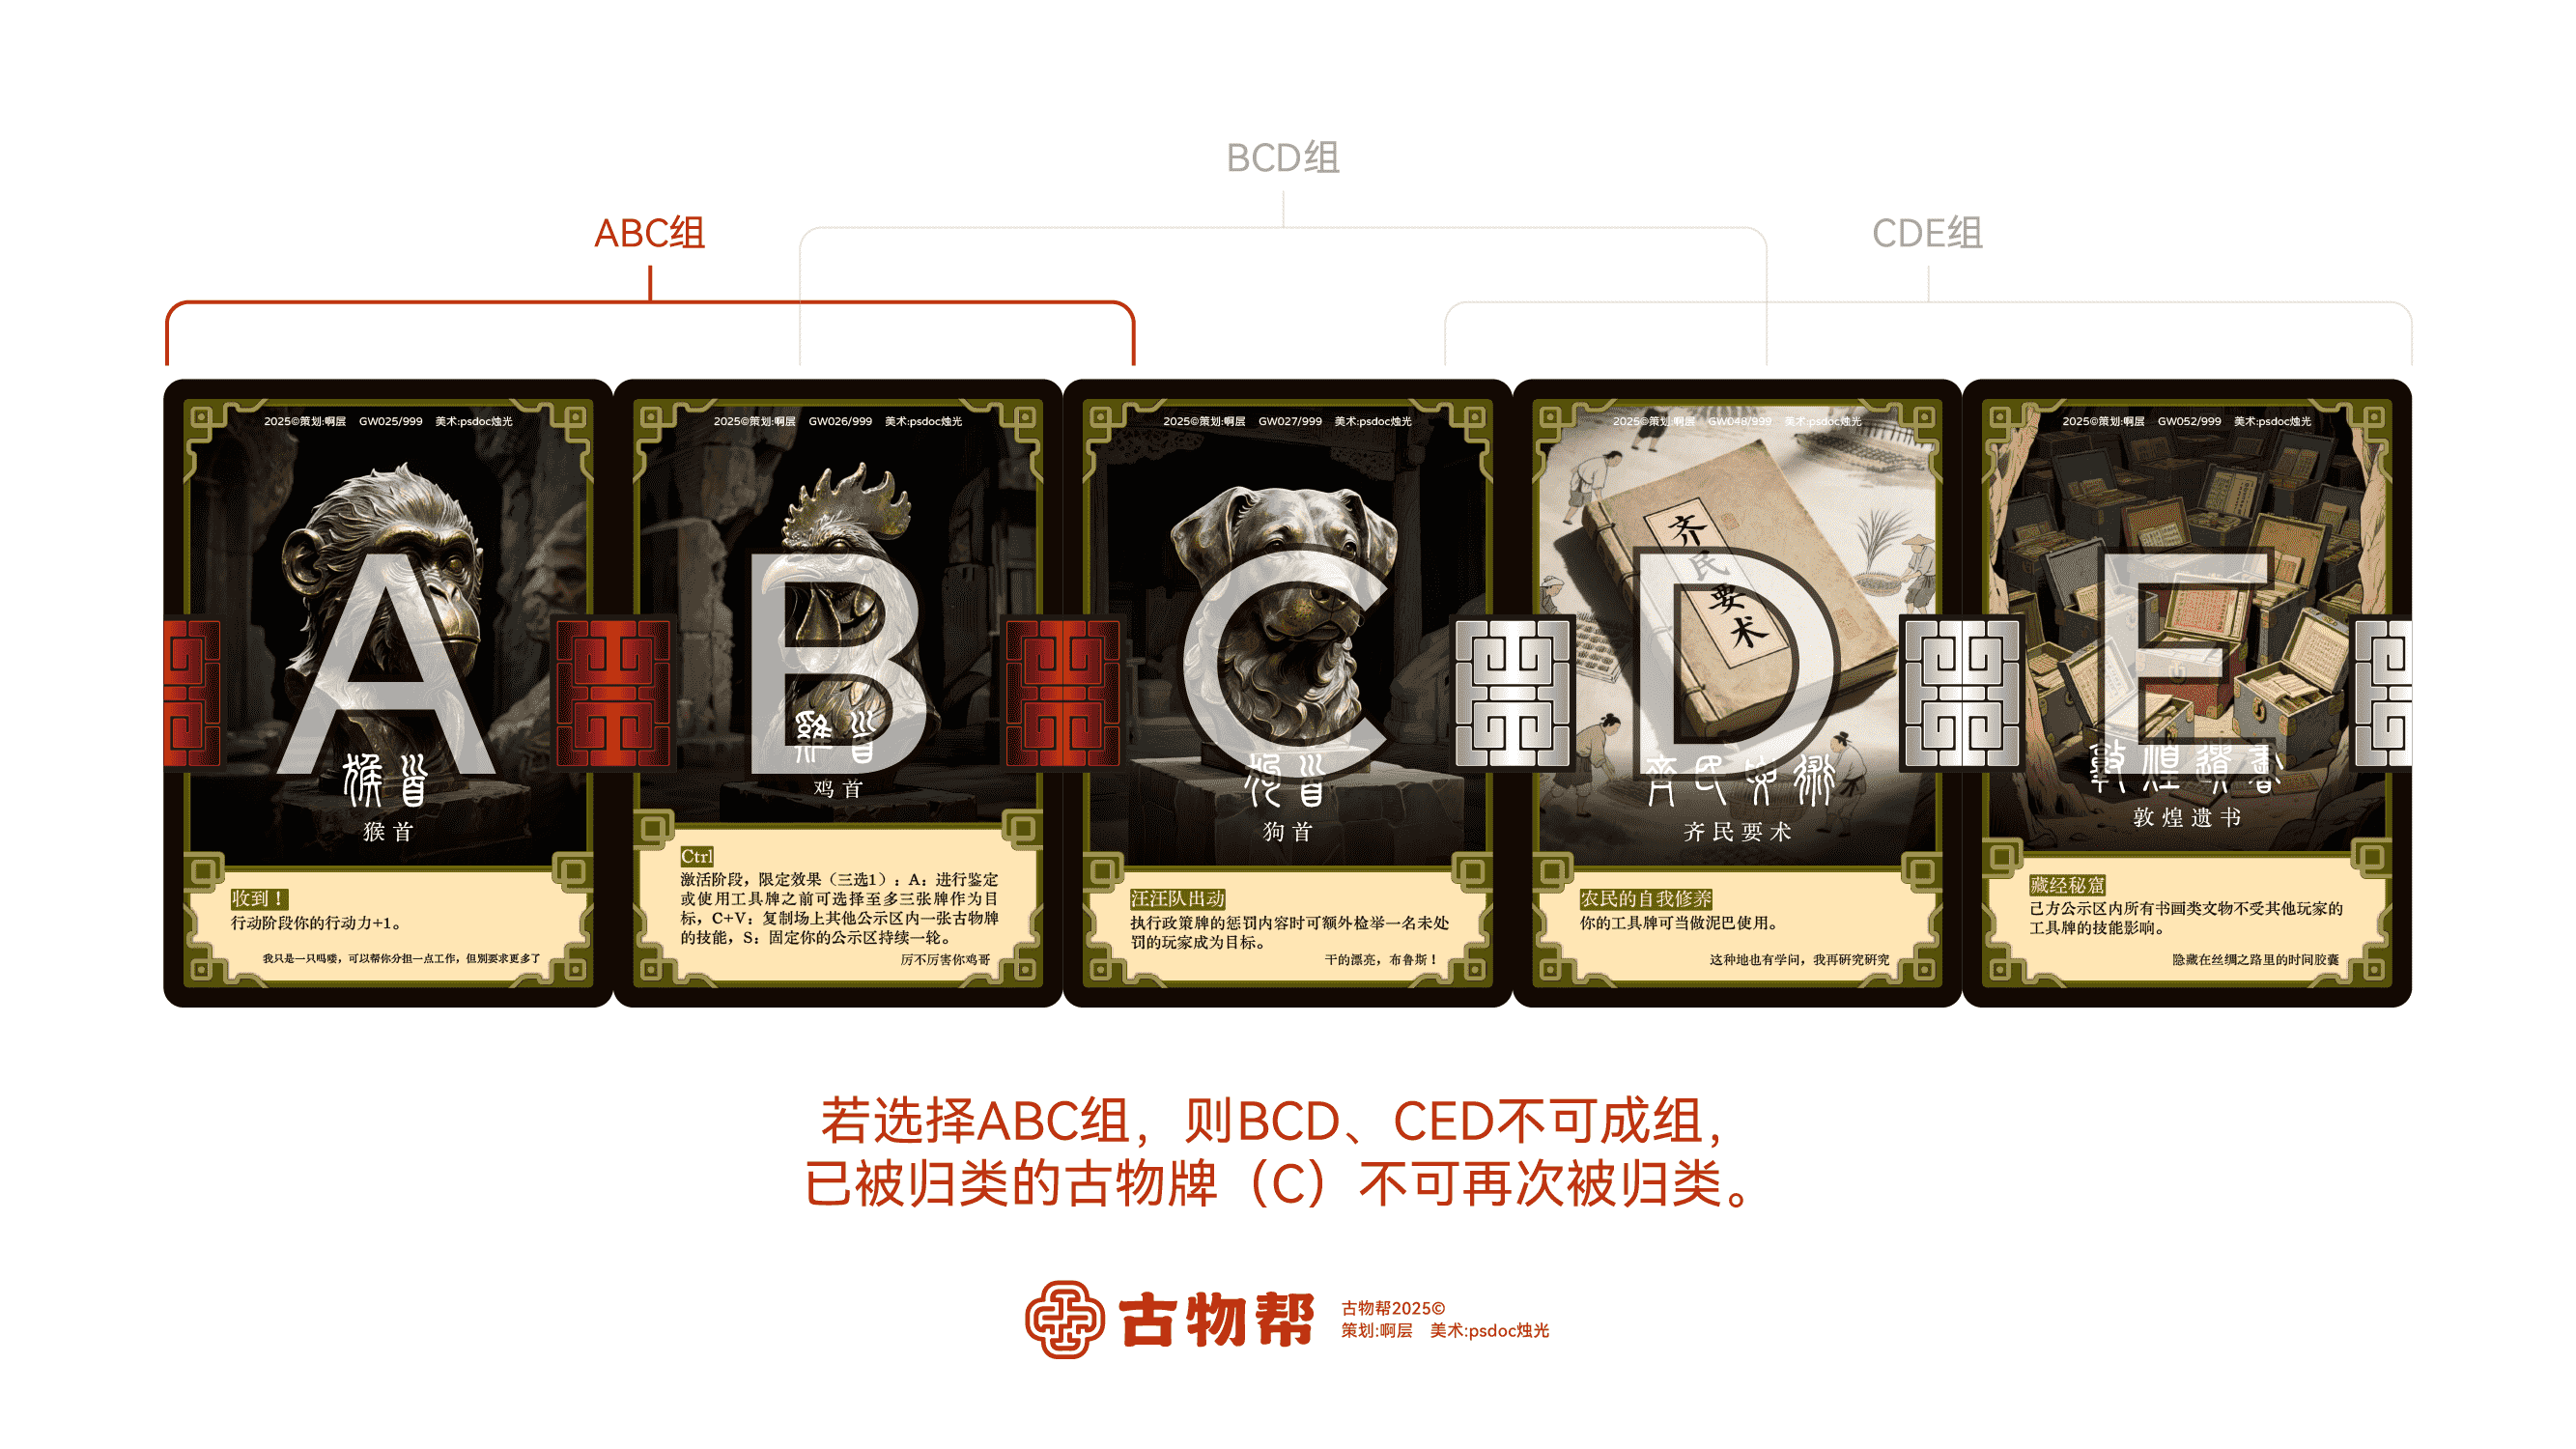 BCD组
ABC组
CDE组
2025©策划:啊层 GW025/999 美术:psdoc烛光
A
猴首
猴首
收到！
行动阶段你的行动力+1。
我只是一只吗喽，可以帮你分担一点工作，但别要求更多了
2025©策划:啊层 GW026/999 美术:psdoc烛光
B
雞首
鸡首
Ctrl
激活阶段，限定效果（三选1）：A：进行鉴定
或使用工具牌之前可选择至多三张牌作为目
标，C+V：复制场上其他公示区内一张古物牌
的技能，S：固定你的公示区持续一轮。
厉不厉害你鸡哥
2025©策划:啊层 GW027/999 美术:psdoc烛光
C
狗首
狗首
汪汪队出动
执行政策牌的惩罚内容时可额外检举一名未处
罚的玩家成为目标。
干的漂亮，布鲁斯！
2025©策划:啊层 GW048/999 美术:psdoc烛光
齐民要术
D
齊民要術
齐民要术
农民的自我修养
你的工具牌可当做泥巴使用。
这种地也有学问，我再研究研究
2025©策划:啊层 GW052/999 美术:psdoc烛光
E
敦煌遺書
敦煌遗书
藏经秘窟
己方公示区内所有书画类文物不受其他玩家的
工具牌的技能影响。
隐藏在丝绸之路里的时间胶囊
若选择ABC组，则BCD、CED不可成组，
已被归类的古物牌（C）不可再次被归类。
古物帮
古物帮2025©
策划:啊层 美术:psdoc烛光